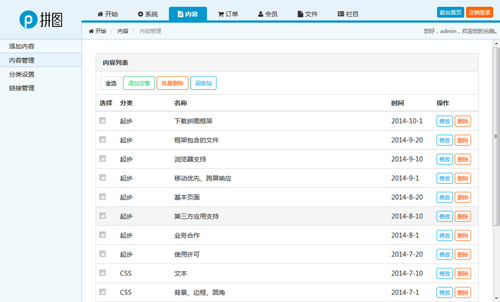 拼图
开始 系统 内容 订单 会员 文件 栏目
前台首页 注销登录
开始 / 内容 / 内容管理
您好，admin，欢迎您的光临。
添加内容
内容管理
分类设置
链接管理
内容列表
全选 添加文章 批量删除 回收站
选择 分类 名称 时间 操作
起步 下载拼图框架 2014-10-1 修改 删除
起步 框架包含的文件 2014-9-20 修改 删除
起步 浏览器支持 2014-9-10 修改 删除
起步 移动优先、跨屏响应 2014-9-1 修改 删除
起步 基本页面 2014-8-20 修改 删除
起步 第三方应用支持 2014-8-10 修改 删除
起步 业务合作 2014-8-1 修改 删除
起步 使用许可 2014-7-20 修改 删除
CSS 文本 2014-7-10 修改 删除
CSS 背景、边框、圆角 2014-7-1 修改 删除